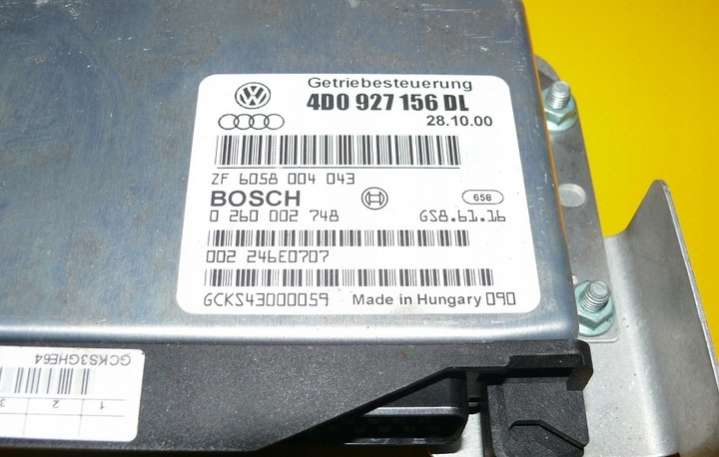 Getriebesteuerung
4D0 927 156 DL
28.10.00
ZF 6058 004 043
BOSCH 658
0 260 002 748 GS8.61.16
002 246E0707
GCKS43000059 Made in Hungary 090
GCKS3GHE64
1 2 3